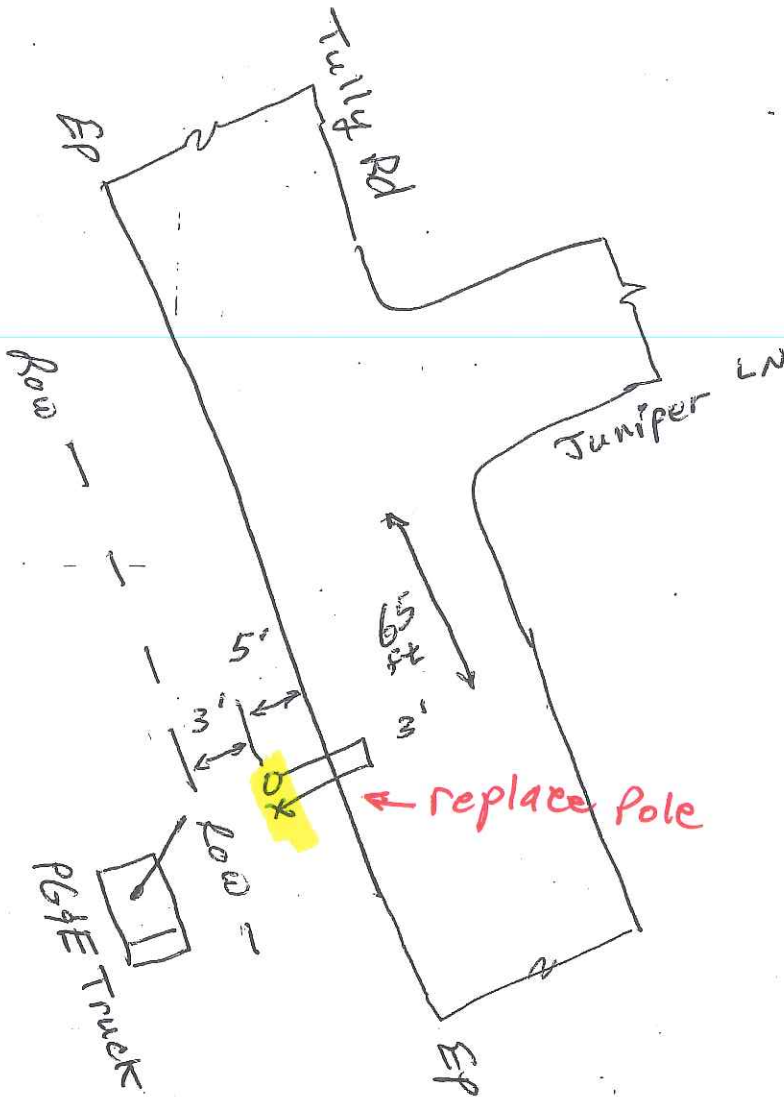 Tully Rd
EP
LN
Juniper
Row
65 ft
5'
3'
3'
O
X
replace Pole
Row
PG&E Truck
EP